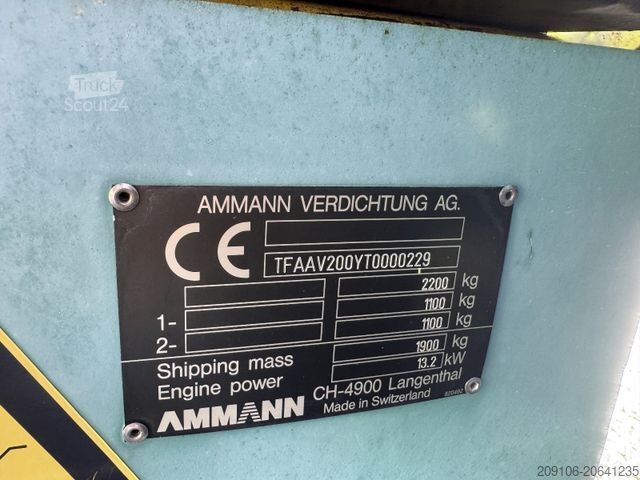 Truck
Scout24
AMMANN VERDICHTUNG AG.
CE
TFAAV200YT0000229
2200 kg
1- 1100 kg
2- 1100 kg
Shipping mass 1900 kg
Engine power 13.2 kW
AMMANN CH-4900 Langenthal
Made in Switzerland
209106-20641235